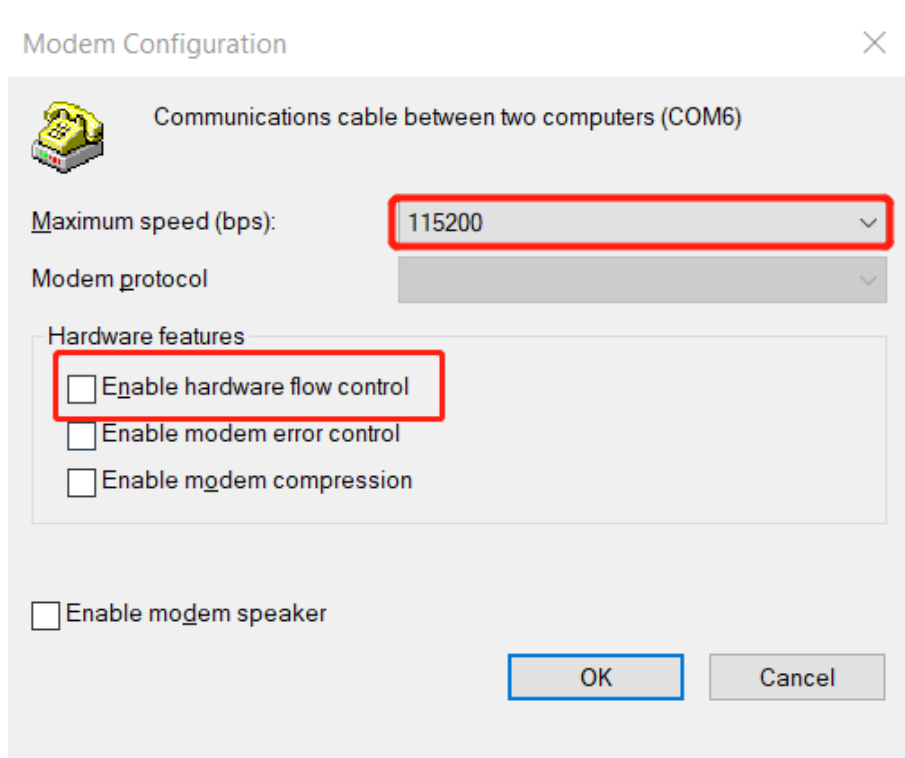 Modem Configuration
Communications cable between two computers (COM6)
Maximum speed (bps): 115200
Modem protocol
Hardware features
Enable hardware flow control
Enable modem error control
Enable modem compression
Enable modem speaker
OK Cancel